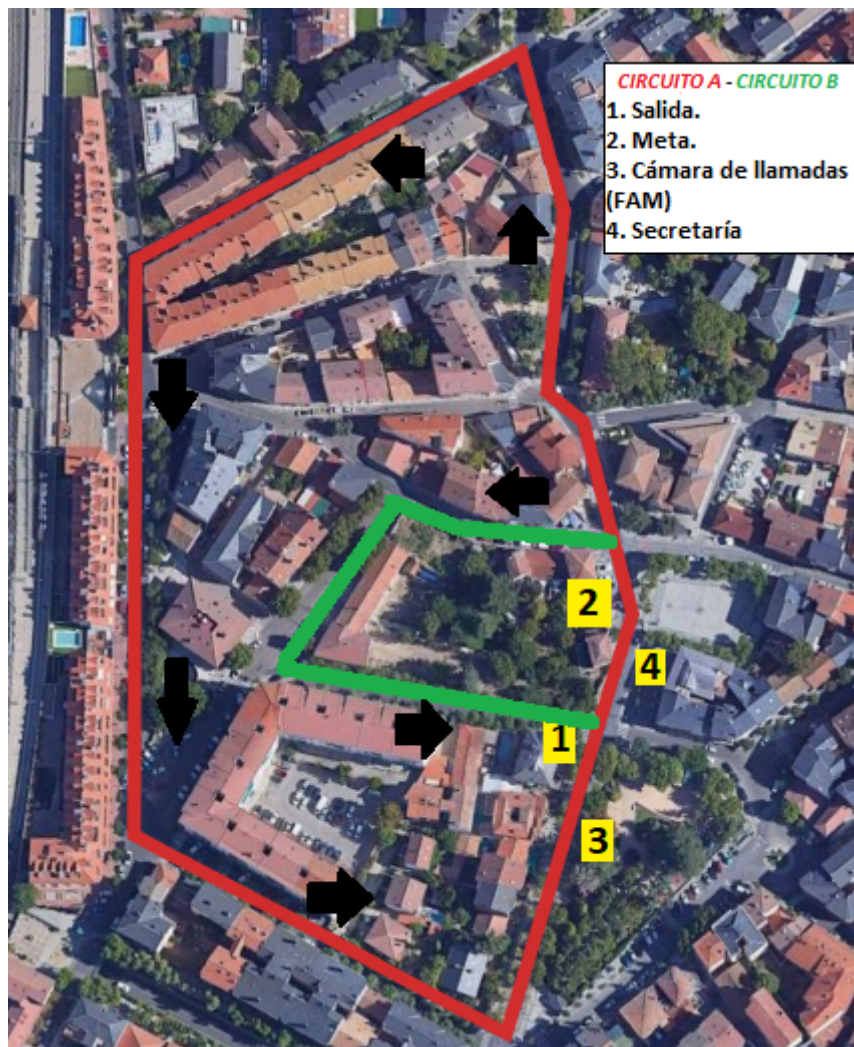 CIRCUITO A - CIRCUITO B
1. Salida.
2. Meta.
3. Cámara de llamadas
(FAM)
4. Secretaría
2
4
1
3